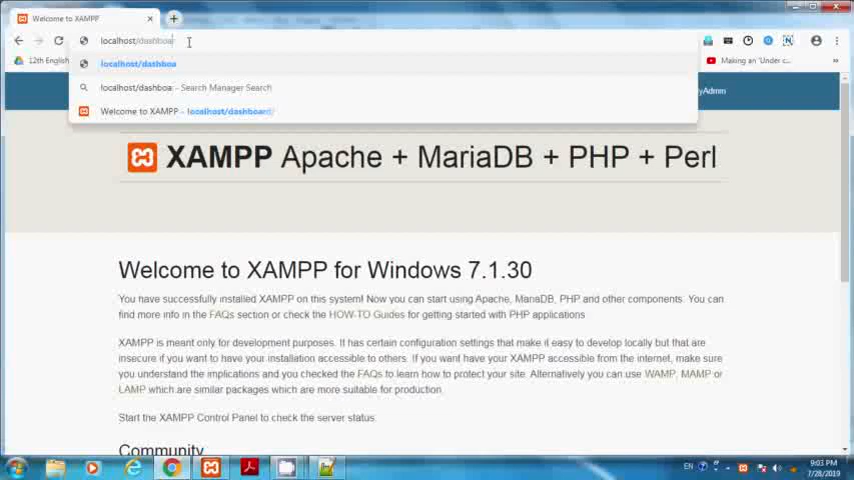 Welcome to XAMPP
localhost/dashboa
12th English
Making an 'Under c
localhost/dashboa
localhost/dashboa - Search Manager Search
Welcome to XAMPP - localhost/dashboard/
yAdmin
XAMPP Apache + MariaDB + PHP + Perl
Welcome to XAMPP for Windows 7.1.30
You have successfully installed XAMPP on this system! Now you can start using Apache, MariaDB, PHP and other components. You can
find more info in the FAQs section or check the HOW-TO Guides for getting started with PHP applications
XAMPP is meant only for development purposes. It has certain configuration settings that make it easy to develop locally but that are
insecure if you want to have your installation accessible to others. If you want have your XAMPP accessible from the internet, make sure
you understand the implications and you checked the FAQs to learn how to protect your site. Alternatively you can use WAMP, MAMP or
LAMP which are similar packages which are more suitable for production.
Start the XAMPP Control Panel to check the server status.
Community
EN
9:03 PM
7/28/2019